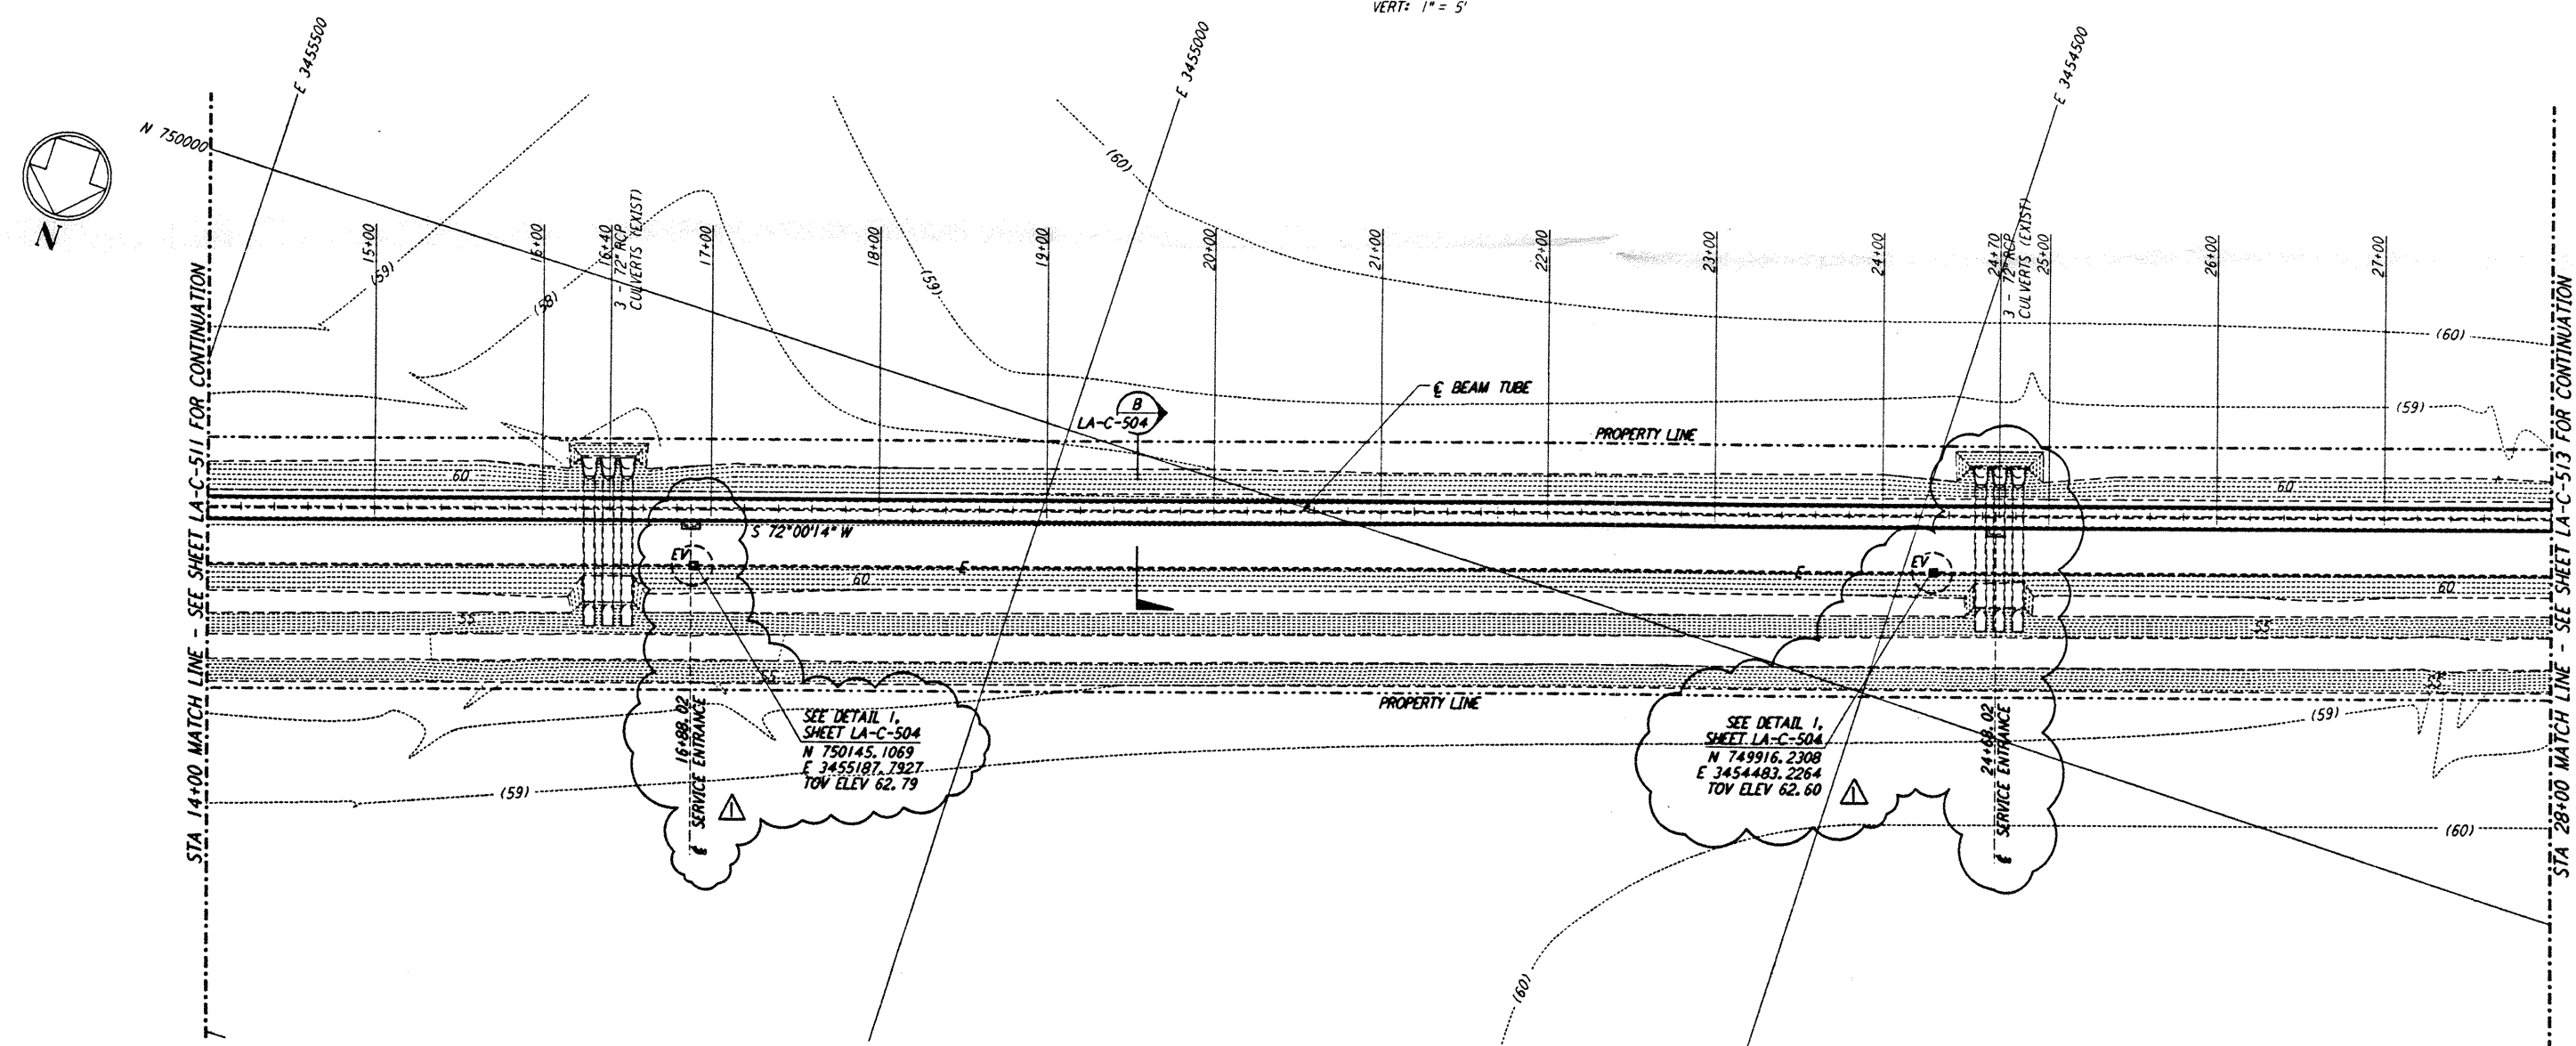 VERT: 1" = 5'
E 3455500
E 3455000
E 3454500
N 750000
N
(60)
15+00
16+00
16+40
3 - 72" RCP
CULVERTS (EXIST)
17+00
18+00
19+00
20+00
21+00
22+00
23+00
24+00
24+70
3 - 72" RCP
CULVERTS (EXIST)
25+00
26+00
27+00
(59)
(58)
(59)
(60)
(59)
STA 14+00 MATCH LINE - SEE SHEET LA-C-511 FOR CONTINUATION
STA 28+00 MATCH LINE - SEE SHEET LA-C-513 FOR CONTINUATION
℄ BEAM TUBE
B
LA-C-504
PROPERTY LINE
60
60
S 72°00'14" W
EV
E
E
EV
60
60
55
55
55
55
PROPERTY LINE
16+88.02
℄ SERVICE ENTRANCE
SEE DETAIL 1,
SHEET LA-C-504
N 750145.1069
E 3455187.7927
TOV ELEV 62.79
1
SEE DETAIL 1,
SHEET LA-C-504
N 749916.2308
E 3454483.2264
TOV ELEV 62.60
1
24+68.02
℄ SERVICE ENTRANCE
(59)
(59)
(60)
(60)